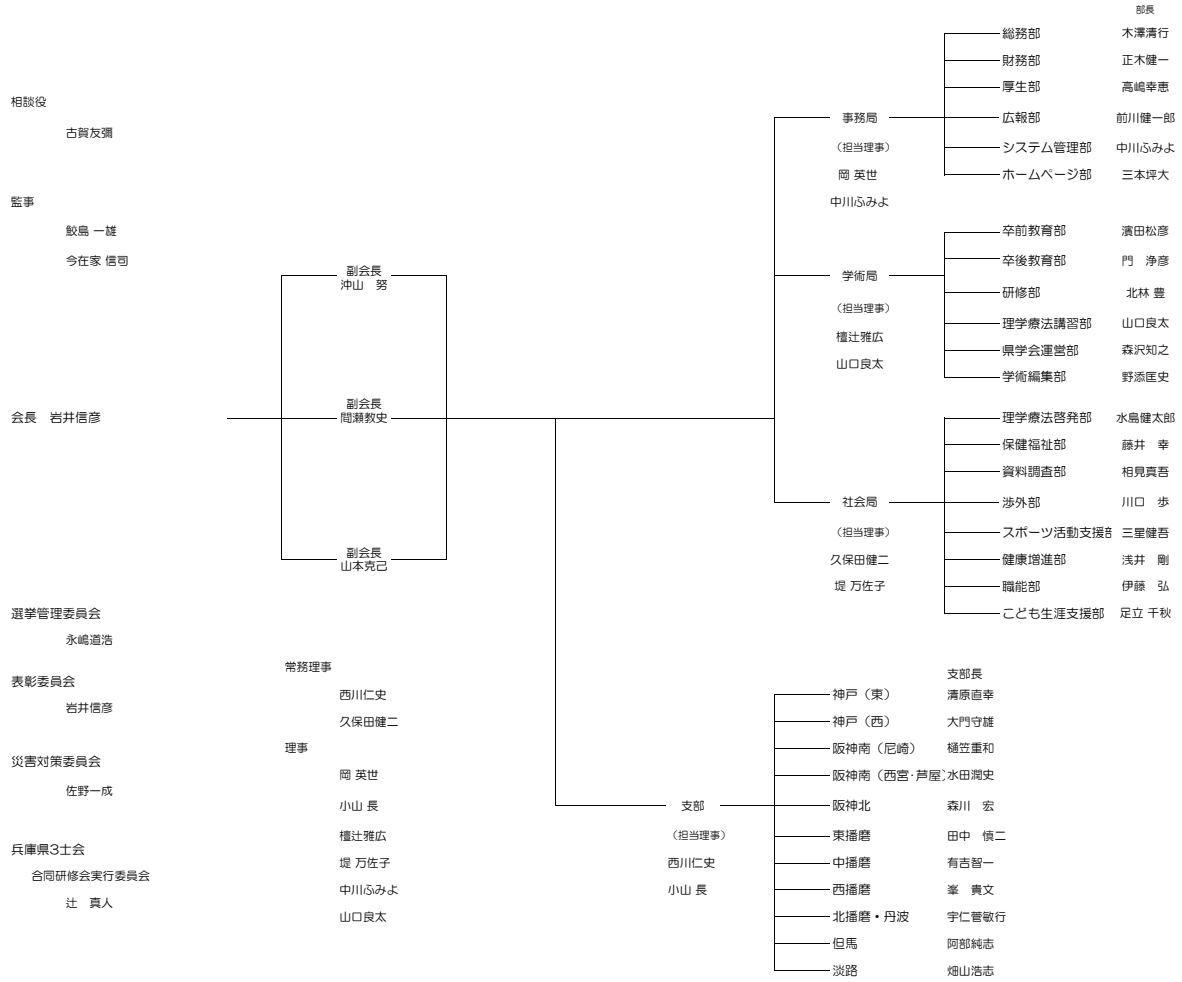 部長
総務部 木澤清行
財務部 正木健一
厚生部 高嶋幸恵
広報部 前川健一郎
システム管理部 中川ふみよ
ホームページ部 三本坪大
事務局
（担当理事）
岡 英世
中川ふみよ
相談役
古賀友彌
監事
鮫島 一雄
今在家 信司
卒前教育部 濱田松彦
卒後教育部 門　浄彦
研修部 北林 豊
理学療法講習部 山口良太
県学会運営部 森沢知之
学術編集部 野添匡史
学術局
（担当理事）
檀辻雅広
山口良太
副会長
沖山　努
副会長
間瀬教史
副会長
山本克己
会長　岩井信彦
理学療法啓発部 水島健太郎
保健福祉部 藤井　幸
資料調査部 相見真吾
渉外部 川口　歩
スポーツ活動支援部 三星健吾
健康増進部 浅井　剛
職能部 伊藤　弘
こども生涯支援部 足立 千秋
社会局
（担当理事）
久保田健二
堤 万佐子
選挙管理委員会
永嶋道浩
表彰委員会
岩井信彦
災害対策委員会
佐野一成
兵庫県3士会
合同研修会実行委員会
辻　真人
常務理事
西川仁史
久保田健二
理事
岡 英世
小山 長
檀辻雅広
堤 万佐子
中川ふみよ
山口良太
支部
（担当理事）
西川仁史
小山 長
支部長
神戸（東） 清原直幸
神戸（西） 大門守雄
阪神南（尼崎） 樋笠重和
阪神南（西宮･芦屋） 水田潤史
阪神北 森川　宏
東播磨 田中　慎二
中播磨 有吉智一
西播磨 峯　貴文
北播磨・丹波 宇仁菅敏行
但馬 阿部純志
淡路 畑山浩志